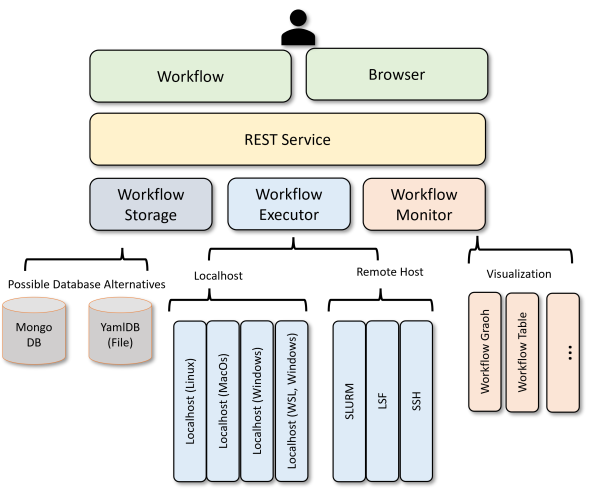 Workflow
Browser
REST Service
Workflow
Storage
Workflow
Executor
Workflow
Monitor
Possible Database Alternatives
Localhost
Remote Host
Visualization
Mongo
DB
YamlDB
(File)
Localhost (Linux)
Localhost (MacOs)
Localhost (Windows)
Localhost (WSL, Windows)
SLURM
LSF
SSH
Workflow Graoh
Workflow Table
...